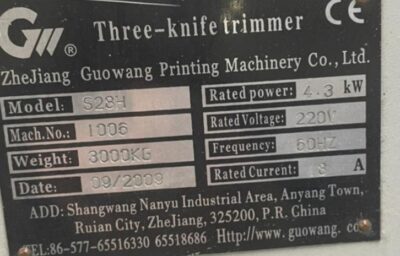 GW® Three-knife trimmer CE
ZheJiang Guowang Printing Machinery Co., Ltd.
Model: S28H Rated power: 4.3 kW
Mach.No.: 1006 Rated Voltage: 220V
Weight: 3000KG Frequency: 60HZ
Date: 09/2009 Rated Current: 8 A
ADD: Shangwang Nanyu Industrial Area, Anyang Town,
Ruian City, ZheJiang, 325200, P.R. China
TEL:86-577-65516330 65518686 Http://www.guowang.co